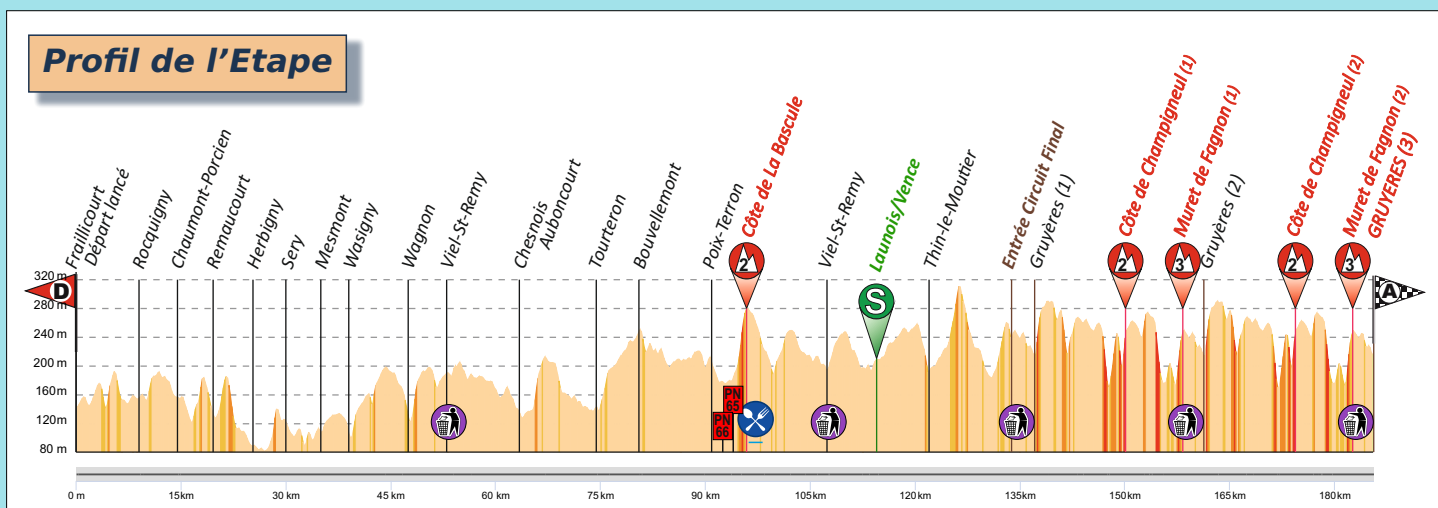 Profil de l’Etape
Fraillicourt
Départ lancé
Rocquigny
Chaumont-Porcien
Remaucourt
Herbigny
Sery
Mesmont
Wasigny
Wagnon
Viel-St-Remy
Chesnois
Auboncourt
Tourteron
Bouvellemont
Poix-Terron
Côte de La Bascule
Viel-St-Remy
Launois/Vence
Thin-le-Moutier
Entrée Circuit Final
Gruyères (1)
Côte de Champigneul (1)
Muret de Fagnon (1)
Gruyères (2)
Côte de Champigneul (2)
Muret de Fagnon (2)
GRUYERES (3)
D
2
S
2
3
2
3
A
320 m
280 m
240 m
200 m
160 m
120 m
80 m
PN
65
PN
66
0 m
15km
30 km
45 km
60 km
75 km
90 km
105km
120 km
135km
150 km
165km
180km